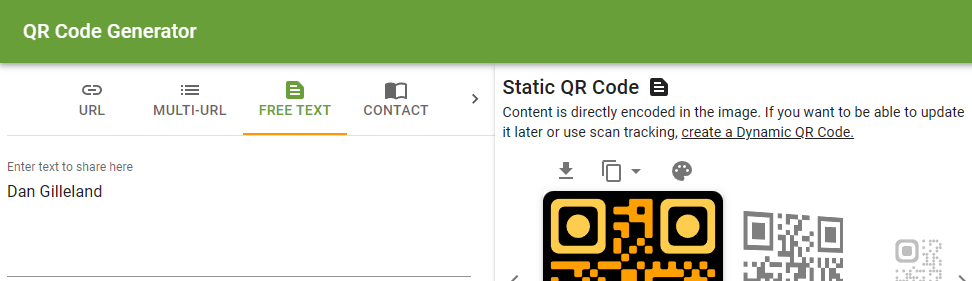 QR Code Generator
URL
MULTI-URL
FREE TEXT
CONTACT
Enter text to share here
Dan Gilleland
Static QR Code
Content is directly encoded in the image. If you want to be able to update
it later or use scan tracking, create a Dynamic QR Code.